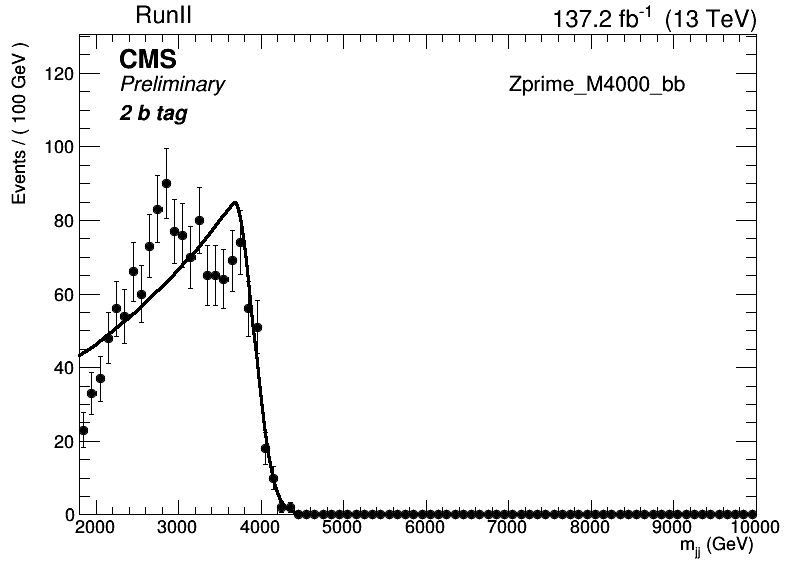 RunII 137.2 fb-1 (13 TeV)
CMS
Preliminary
2 b tag
Zprime_M4000_bb
Events / ( 100 GeV )
120
100
80
60
40
20
0
2000 3000 4000 5000 6000 7000 8000 9000 10000
mjj (GeV)